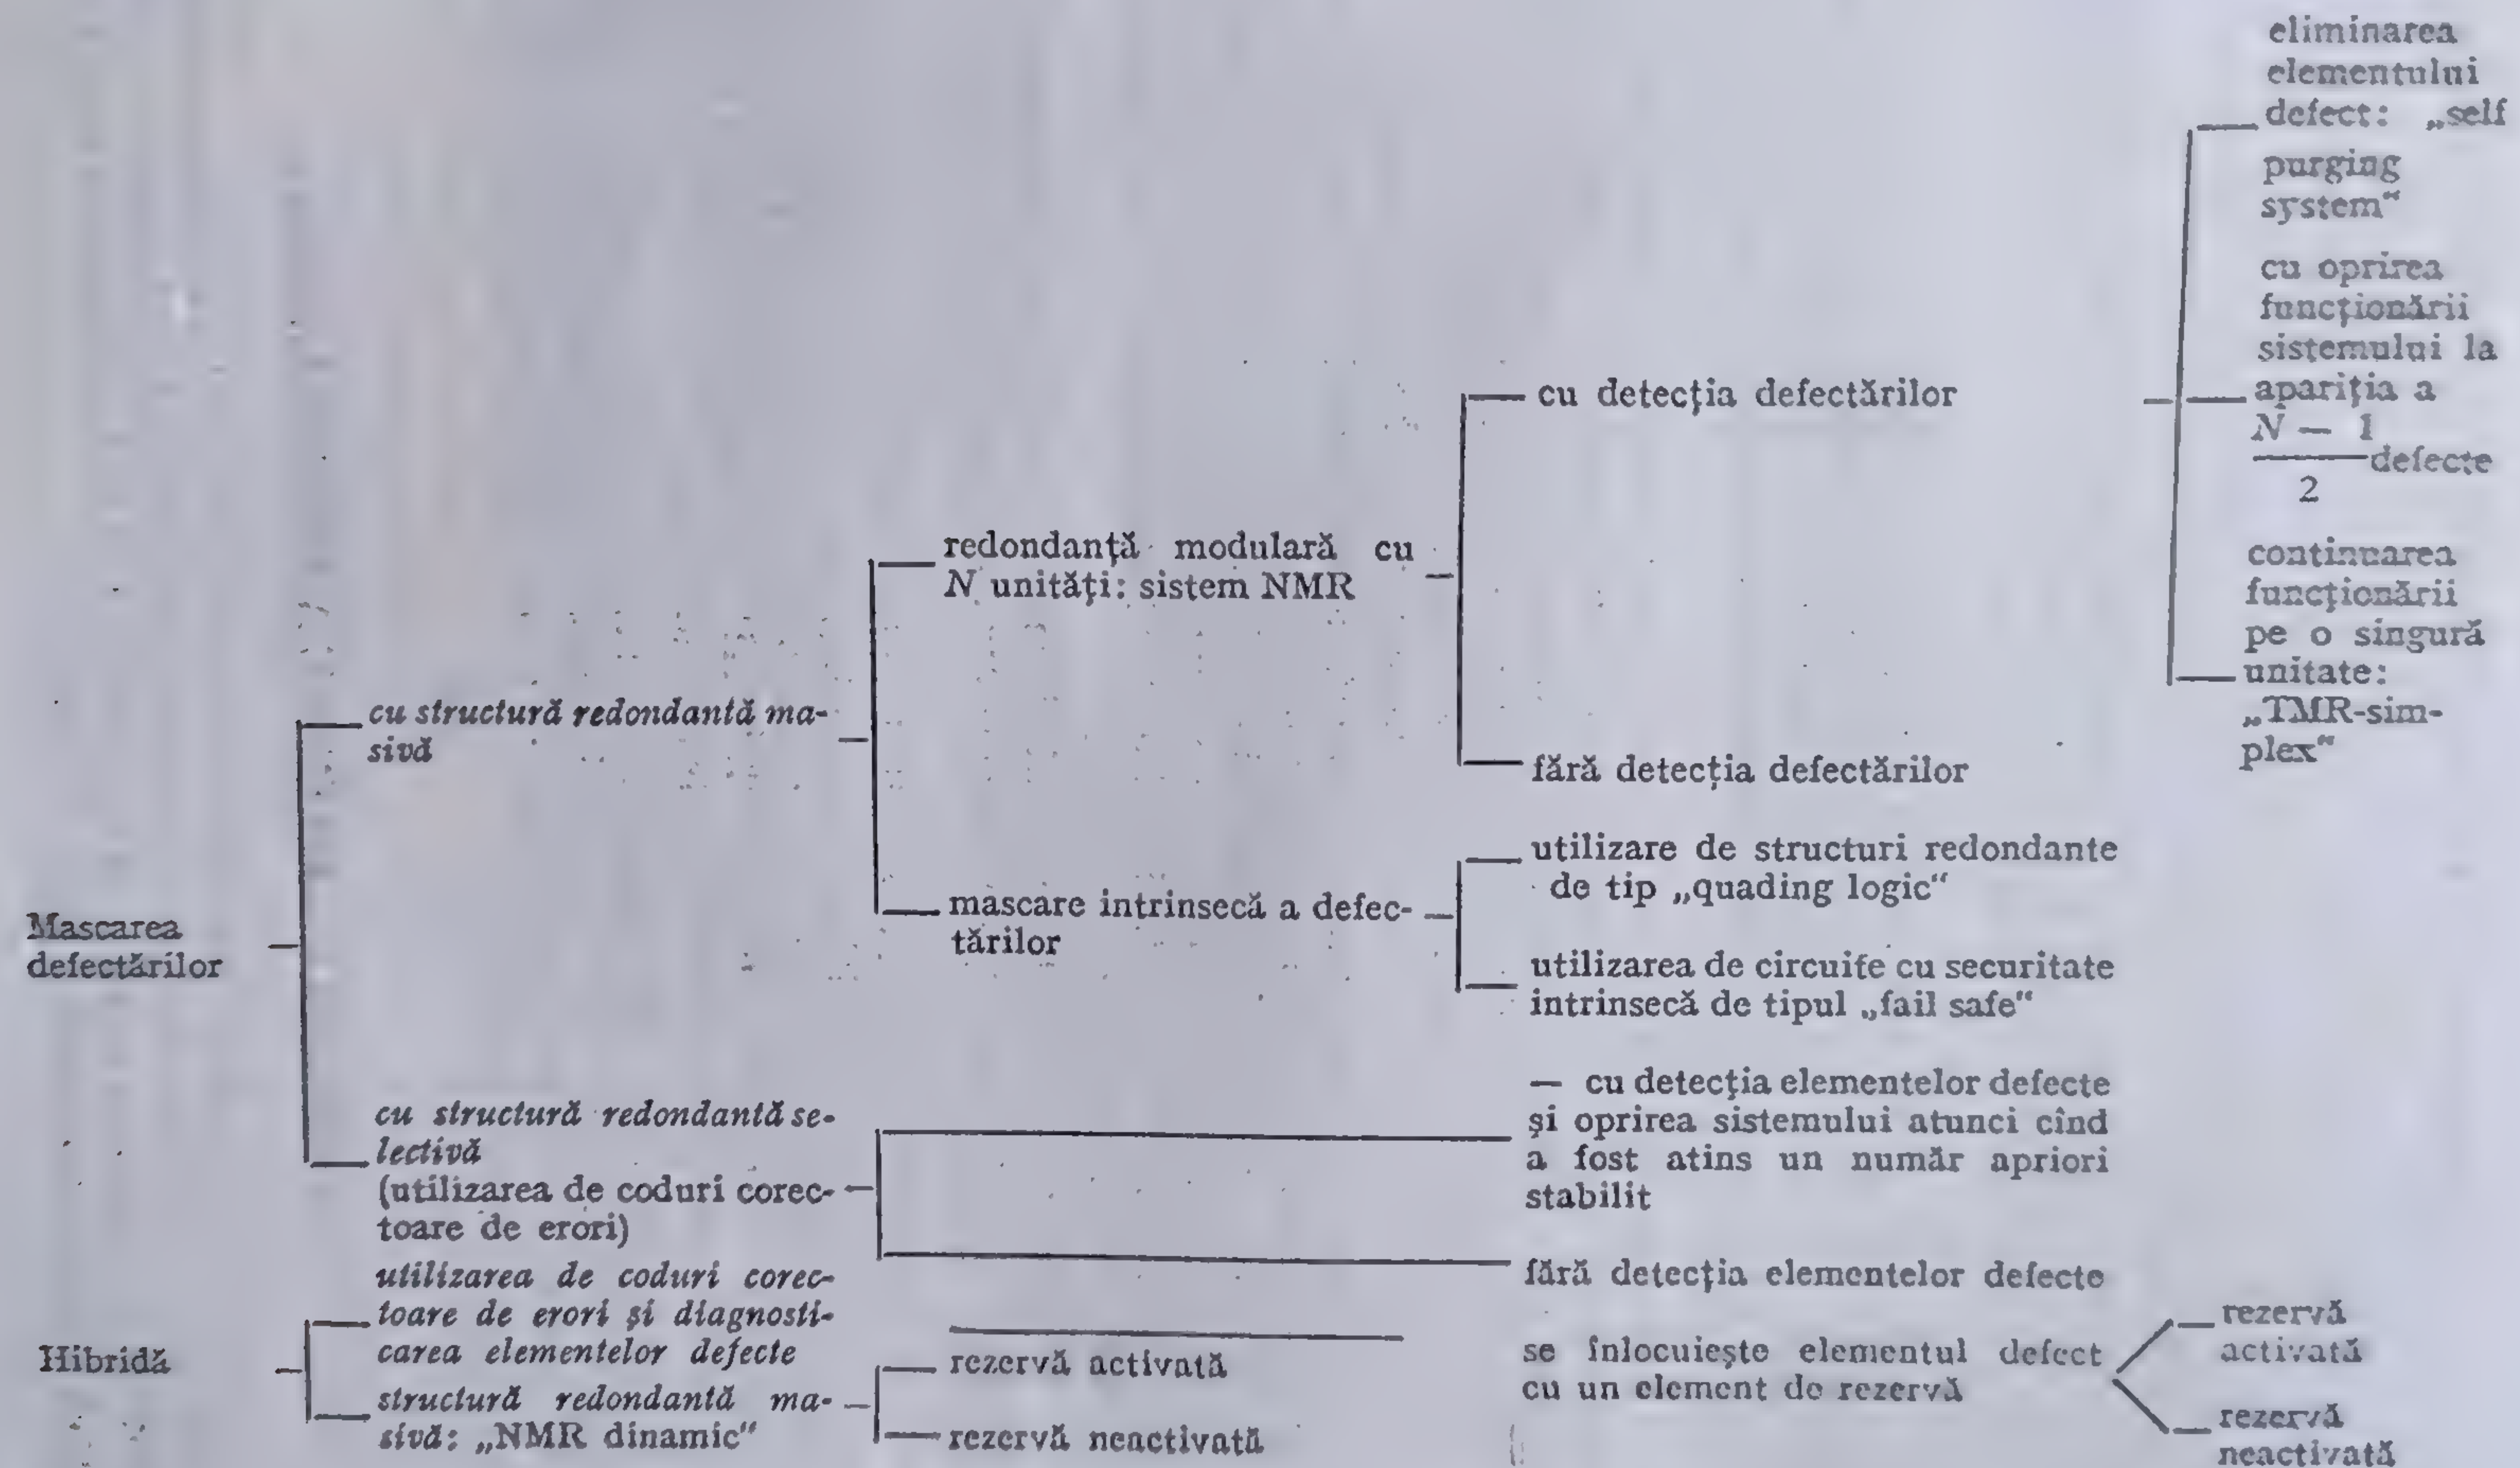 Mascarea
defectărilor
cu structură redondantă ma-
sivă
redondanță modulară cu
N unități: sistem NMR
cu detecția defectărilor
eliminarea
elementului
defect: „self
purging
system“
cu oprirea
funcționării
sistemului la
apariția a
N — 1
defecte
2
continuarea
funcționării
pe o singură
unitate:
„TMR-sim-
plex“
fără detecția defectărilor
mascare intrinsecă a defec-
tărilor
utilizare de structuri redondante
de tip „quading logic“
utilizarea de circuite cu securitate
intrinsecă de tipul „fail safe“
cu structură redondantă se-
lectivă
(utilizarea de coduri corec-
toare de erori)
— cu detecția elementelor defecte
și oprirea sistemului atunci cînd
a fost atins un număr apriori
stabilit
fără detecția elementelor defecte
Hibridă
utilizarea de coduri corec-
toare de erori și diagnosti-
carea elementelor defecte
se înlocuiește elementul defect
cu un element de rezervă
rezervă
activată
rezervă
neactivată
structură redondantă ma-
sivă: „NMR dinamic“
rezervă activată
rezervă neactivată